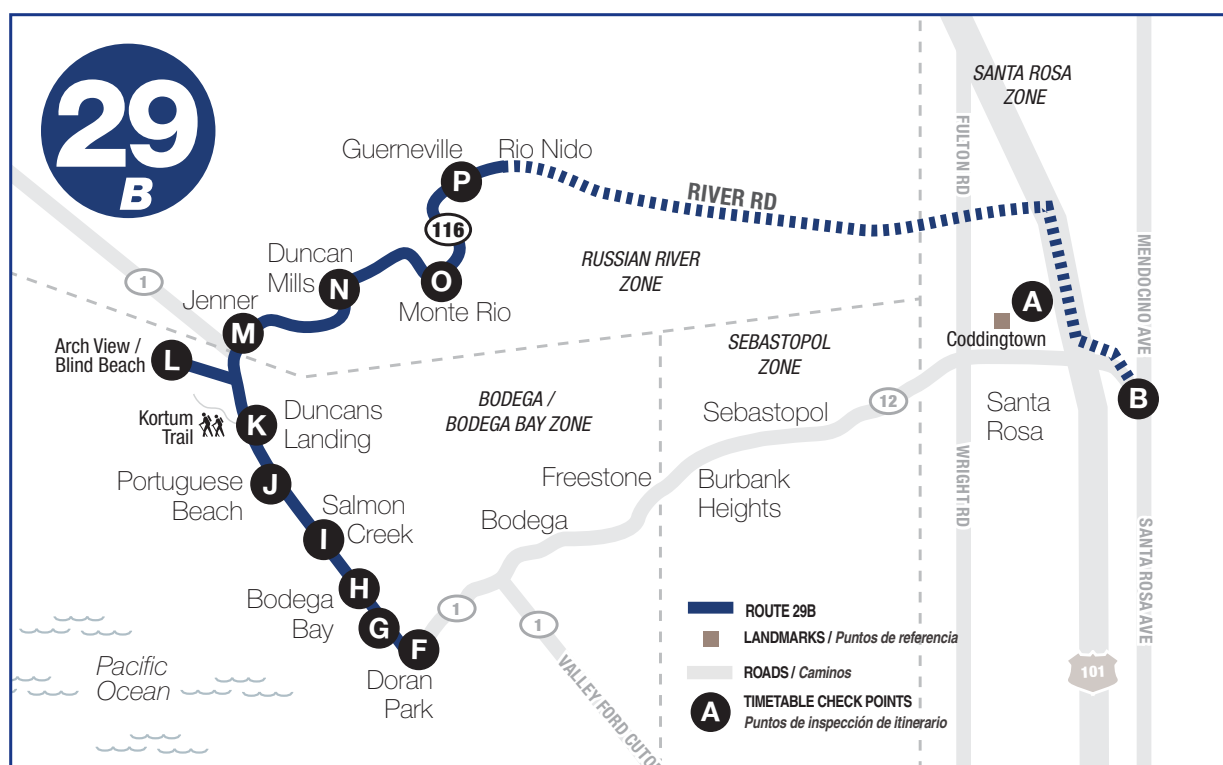 29
B
SANTA ROSA
ZONE
Guerneville
Rio Nido
P
RIVER RD
FULTON RD
MENDOCINO AVE
116
Duncan
Mills
N
O
Monte Rio
RUSSIAN RIVER
ZONE
1
Jenner
M
A
Coddingtown
Arch View /
Blind Beach
L
SEBASTOPOL
ZONE
BODEGA /
BODEGA BAY ZONE
12
B
Sebastopol
Santa
Rosa
Kortum
Trail
K
Duncans
Landing
Portuguese
Beach
J
Freestone
Burbank
Heights
WRIGHT RD
Salmon
Creek
I
Bodega
SANTA ROSA AVE
H
Bodega
Bay
G
F
Doran
Park
1
1
VALLEY FORD
Pacific
Ocean
101
ROUTE 29B
LANDMARKS / Puntos de referencia
ROADS / Caminos
A
TIMETABLE CHECK POINTS
Puntos de inspección de itinerario